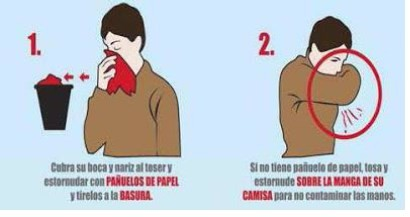 1.
Cubra su boca y nariz al toser y
estornudar con PAÑUELOS DE PAPEL
y tírelos a la BASURA.
2.
Si no tiene pañuelo de papel, tosa y
estornude SOBRE LA MANGA DE SU
CAMISA para no contaminar las manos.